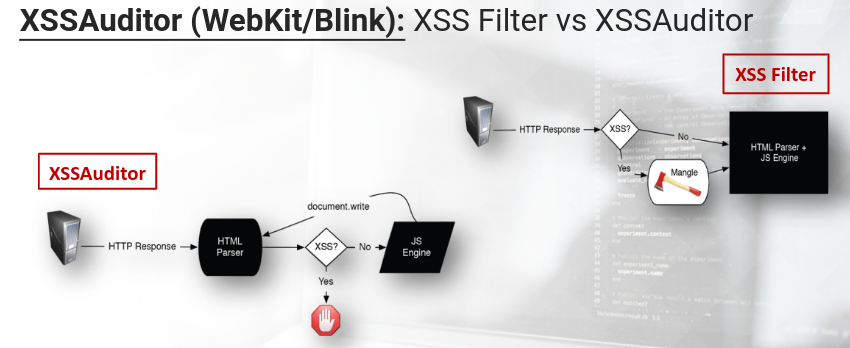 XSSAuditor (WebKit/Blink): XSS Filter vs XSSAuditor
XSS Filter
HTTP Response
XSS?
No
HTML Parser +
JS Engine
Yes
Mangle
XSSAuditor
document.write
HTTP Response
HTML
Parser
XSS?
No
JS
Engine
Yes